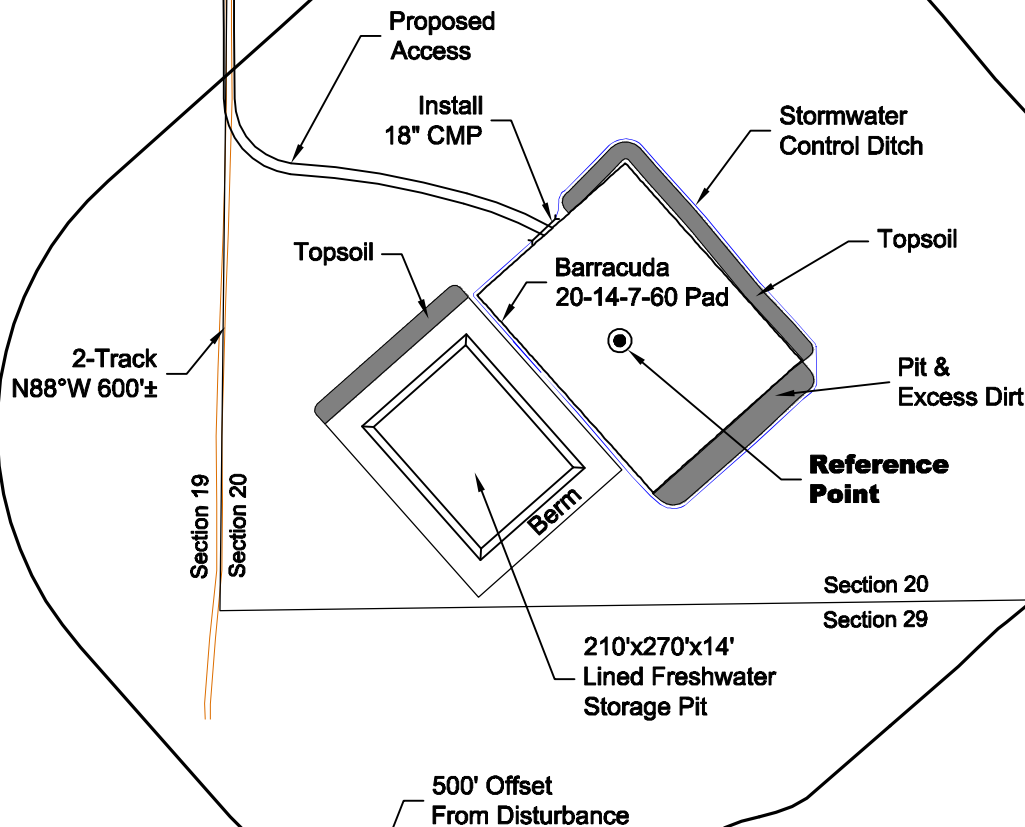 Proposed
Access
Install
18" CMP
Stormwater
Control Ditch
Topsoil
Topsoil
Barracuda
20-14-7-60 Pad
2-Track
N88°W 600'±
Pit &
Excess Dirt
Reference
Point
Berm
Section 19
Section 20
Section 20
Section 29
210'x270'x14'
Lined Freshwater
Storage Pit
500' Offset
From Disturbance